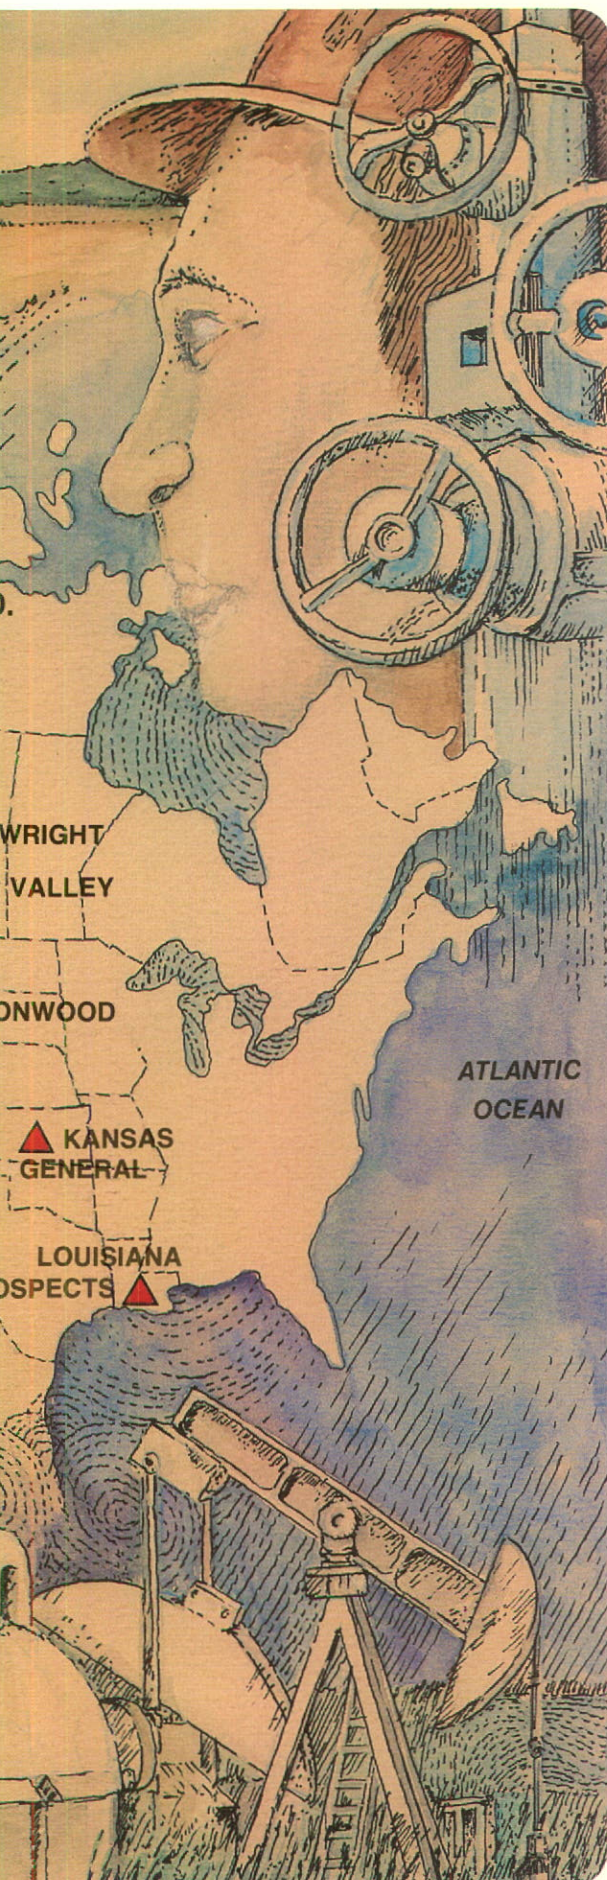 ).
WRIGHT
VALLEY
ONWOOD
ATLANTIC
OCEAN
KANSAS
GENERAL
LOUISIANA
OSPECTS